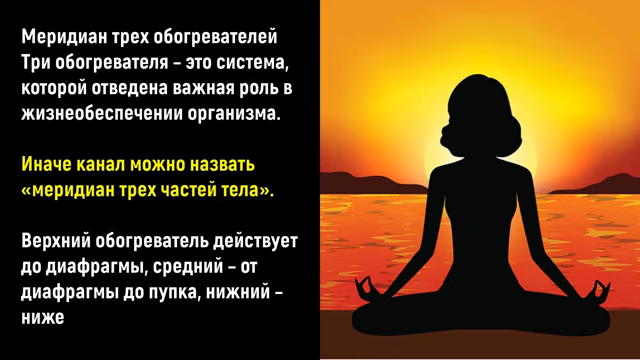 Меридиан трех обогревателей
Три обогревателя – это система,
которой отведена важная роль в
жизнеобеспечении организма.
Иначе канал можно назвать
«меридиан трех частей тела».
Верхний обогреватель действует
до диафрагмы, средний – от
диафрагмы до пупка, нижний –
ниже